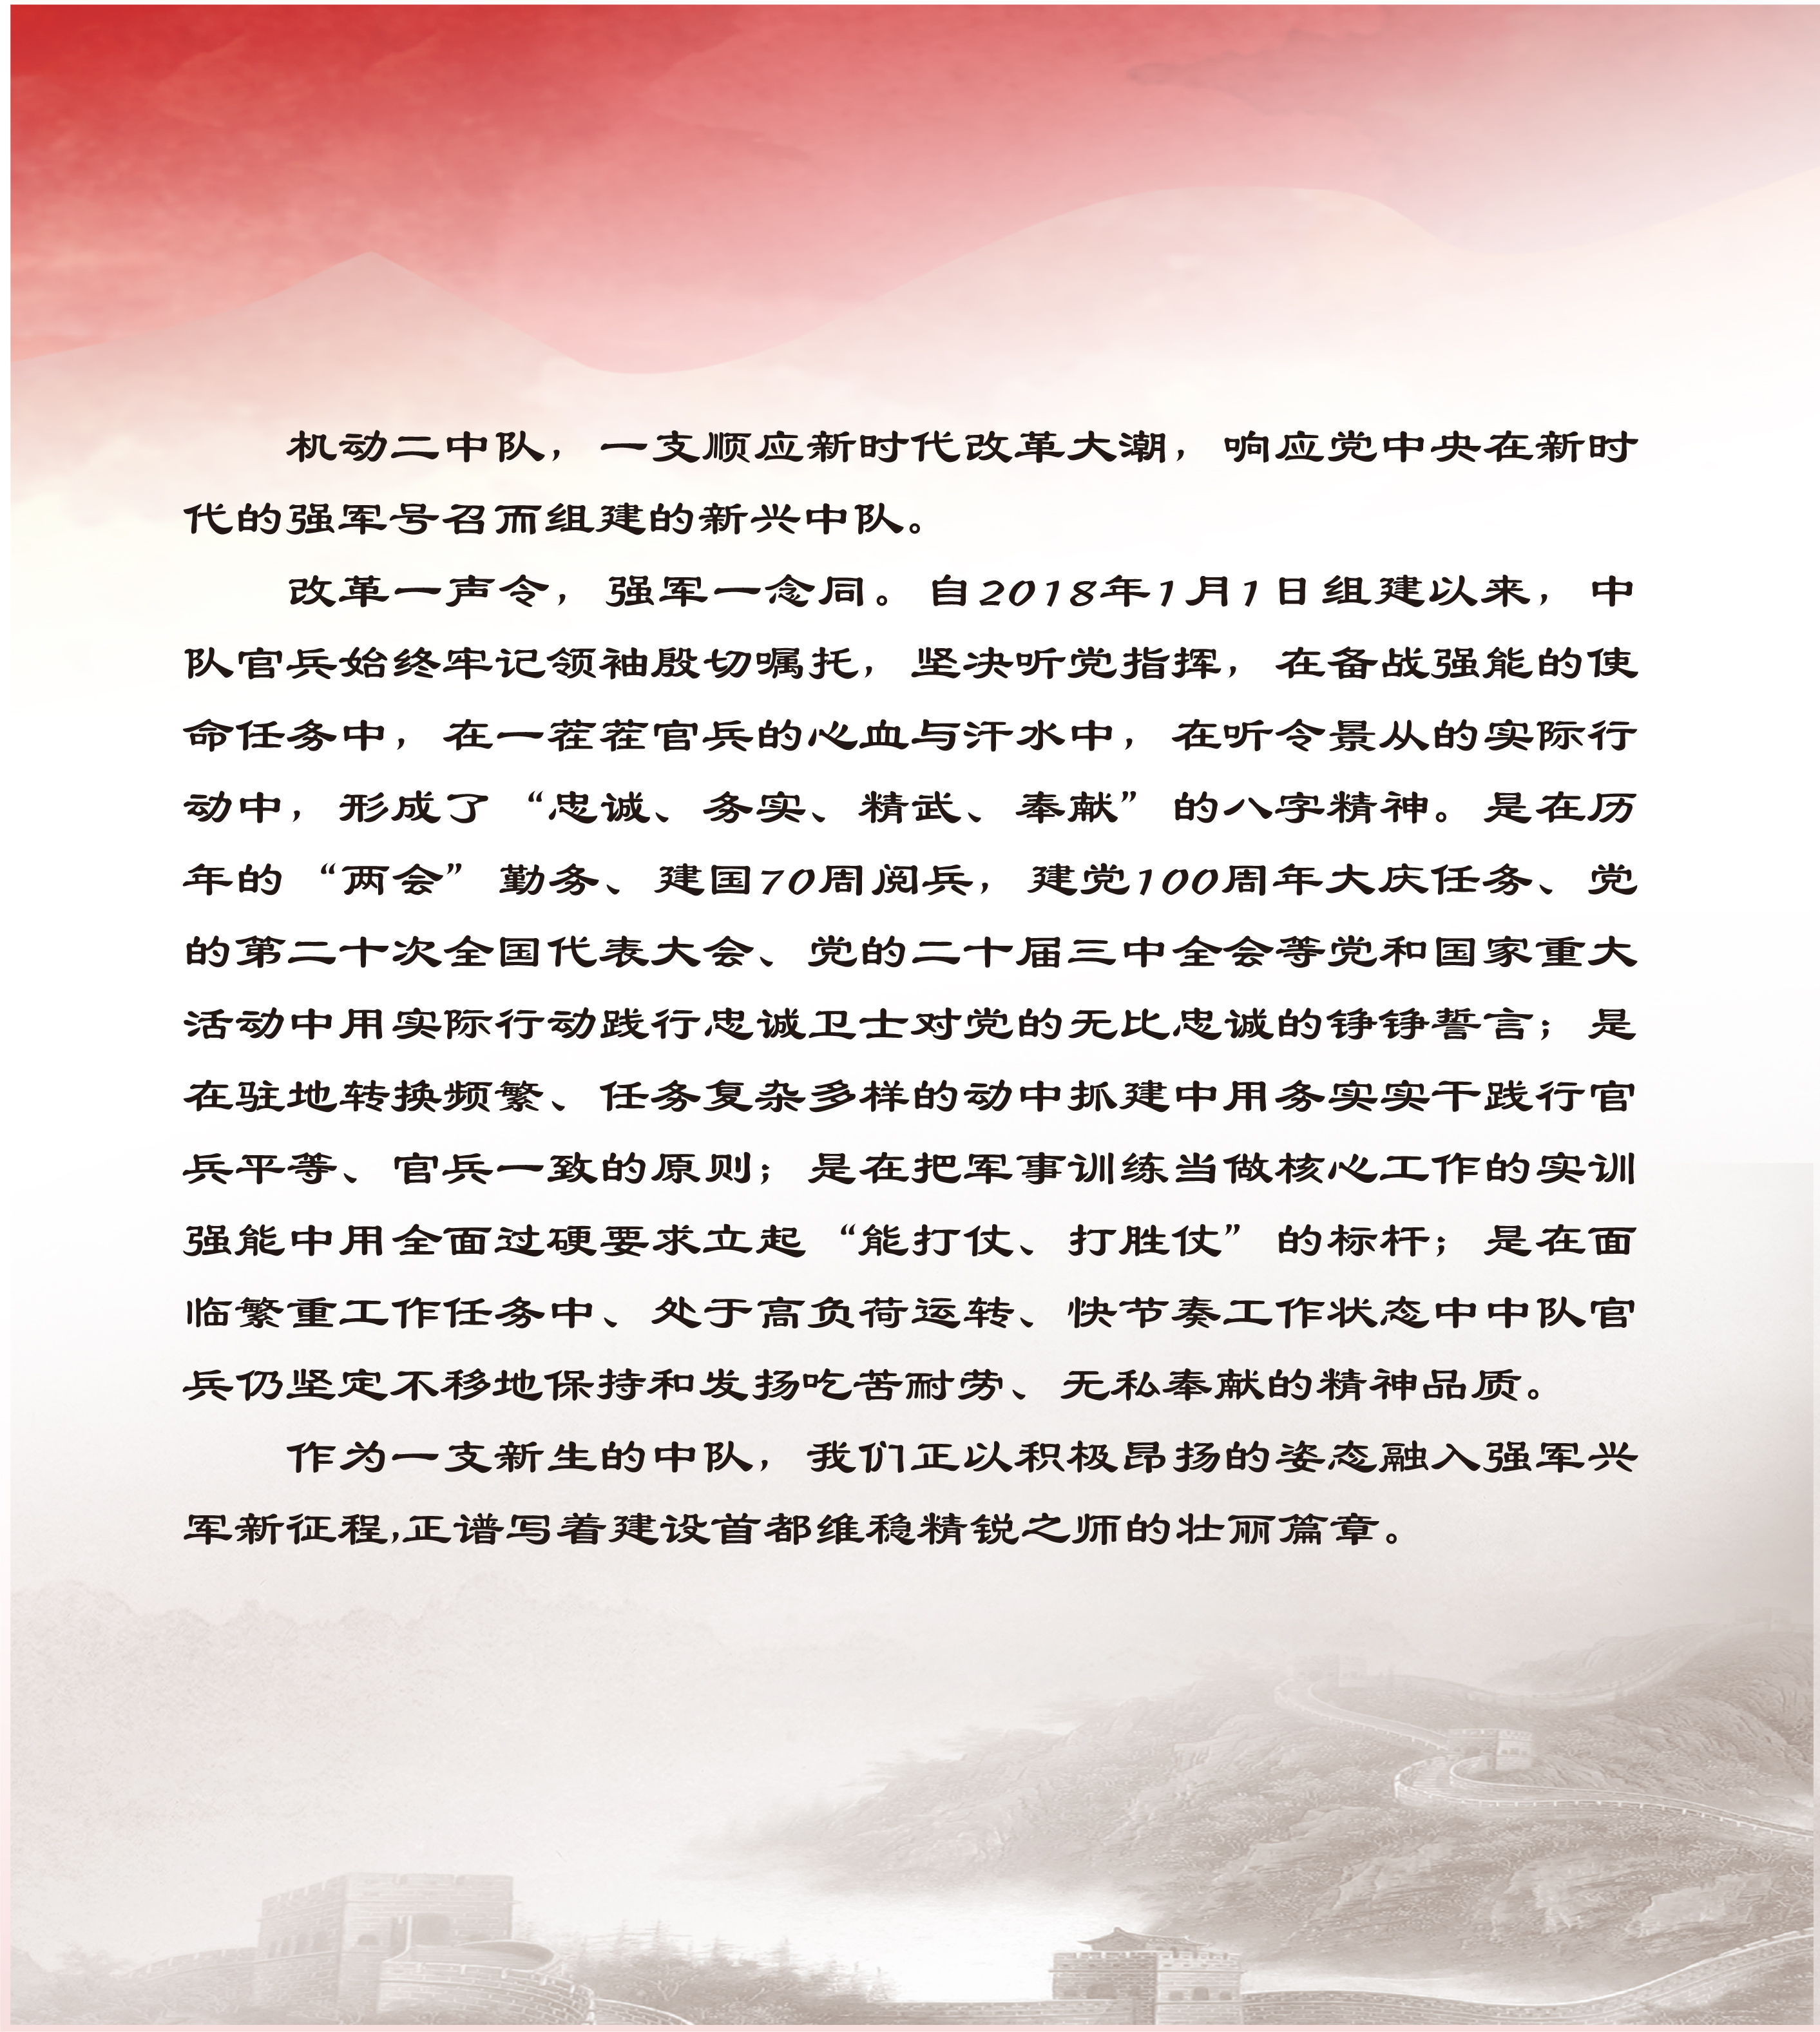 机动二中队，一支顺应新时代改革大潮，响应党中央在新时
代的强军号召而组建的新兴中队。
改革一声令，强军一念同。自2018年1月1日组建以来，中
队官兵始终牢记领袖殷切嘱托，坚决听党指挥，在备战强能的使
命任务中，在一茬茬官兵的心血与汗水中，在听令景从的实际行
动中，形成了“忠诚、务实、精武、奉献”的八字精神。是在历
年的“两会”勤务、建国70周阅兵，建党100周年大庆任务、党
的第二十次全国代表大会、党的二十届三中全会等党和国家重大
活动中用实际行动践行忠诚卫士对党的无比忠诚的铮铮誓言；是
在驻地转换频繁、任务复杂多样的动中抓建中用务实实干践行官
兵平等、官兵一致的原则；是在把军事训练当做核心工作的实训
强能中用全面过硬要求立起“能打仗、打胜仗”的标杆；是在面
临繁重工作任务中、处于高负荷运转、快节奏工作状态中中队官
兵仍坚定不移地保持和发扬吃苦耐劳、无私奉献的精神品质。
作为一支新生的中队，我们正以积极昂扬的姿态融入强军兴
军新征程,正谱写着建设首都维稳精锐之师的壮丽篇章。